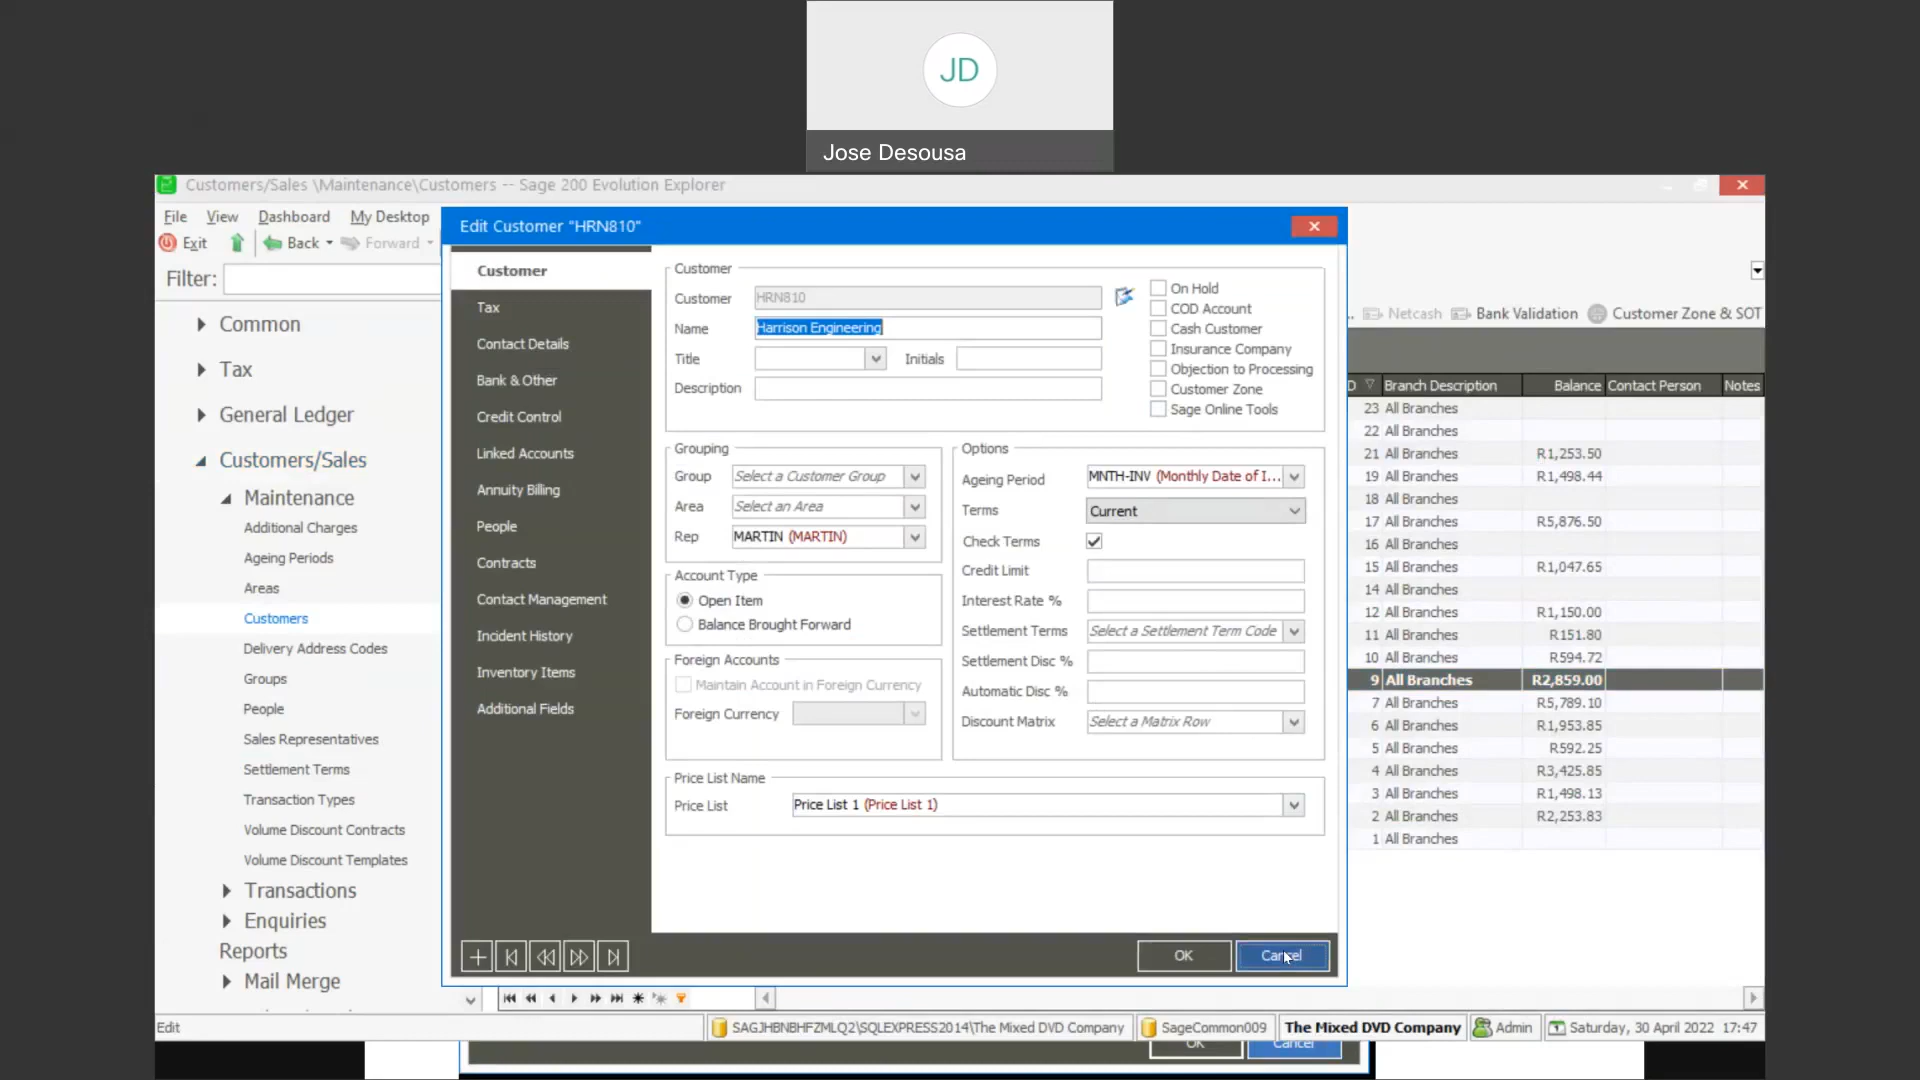 JD
Jose Desousa
Customers/Sales \Maintenance\Customers -- Sage 200 Evolution Explorer
File View Dashboard My Desktop
Exit Back Forward
Filter:
Common
Tax
General Ledger
Customers/Sales
Maintenance
Additional Charges
Ageing Periods
Areas
Customers
Delivery Address Codes
Groups
People
Sales Representatives
Settlement Terms
Transaction Types
Volume Discount Contracts
Volume Discount Templates
Transactions
Enquiries
Reports
Mail Merge
Edit Customer "HRN810"
Customer
Tax
Contact Details
Bank & Other
Credit Control
Linked Accounts
Annuity Billing
People
Contracts
Contact Management
Incident History
Inventory Items
Additional Fields
Customer
Customer HRN810
Name Harrison Engineering
Title Initials
Description
On Hold
COD Account
Cash Customer
Insurance Company
Objection to Processing
Customer Zone
Sage Online Tools
Grouping
Group Select a Customer Group
Area Select an Area
Rep MARTIN (MARTIN)
Account Type
Open Item
Balance Brought Forward
Foreign Accounts
Maintain Account in Foreign Currency
Foreign Currency
Options
Ageing Period MNTH-INV (Monthly Date of I...
Terms Current
Check Terms
Credit Limit
Interest Rate %
Settlement Terms Select a Settlement Term Code
Settlement Disc %
Automatic Disc %
Discount Matrix Select a Matrix Row
Price List Name
Price List Price List 1 (Price List 1)
OK Cancel
Netcash Bank Validation Customer Zone & SOT
D Branch Description Balance Contact Person Notes
23 All Branches
22 All Branches
21 All Branches R1,253.50
19 All Branches R1,498.44
18 All Branches
17 All Branches R5,876.50
16 All Branches
15 All Branches R1,047.65
14 All Branches
12 All Branches R1,150.00
11 All Branches R151.80
10 All Branches R594.72
9 All Branches R2,859.00
7 All Branches R5,789.10
6 All Branches R1,953.85
5 All Branches R592.25
4 All Branches R3,425.85
3 All Branches R1,498.13
2 All Branches R2,253.83
1 All Branches
Edit SAGJHBNBHFZMLQ2\SQLEXPRESS2014\The Mixed DVD Company SageCommon009 The Mixed DVD Company Admin Saturday, 30 April 2022 17:47
OK Cancel